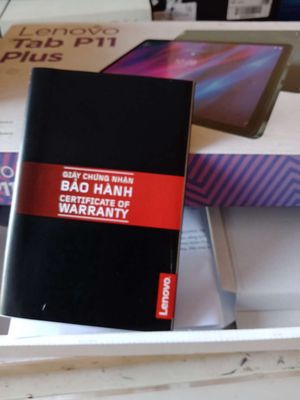 Lenovo
Tab P11
Plus
GIẤY CHỨNG NHẬN
BẢO HÀNH
CERTIFICATE OF
WARRANTY
Lenovo